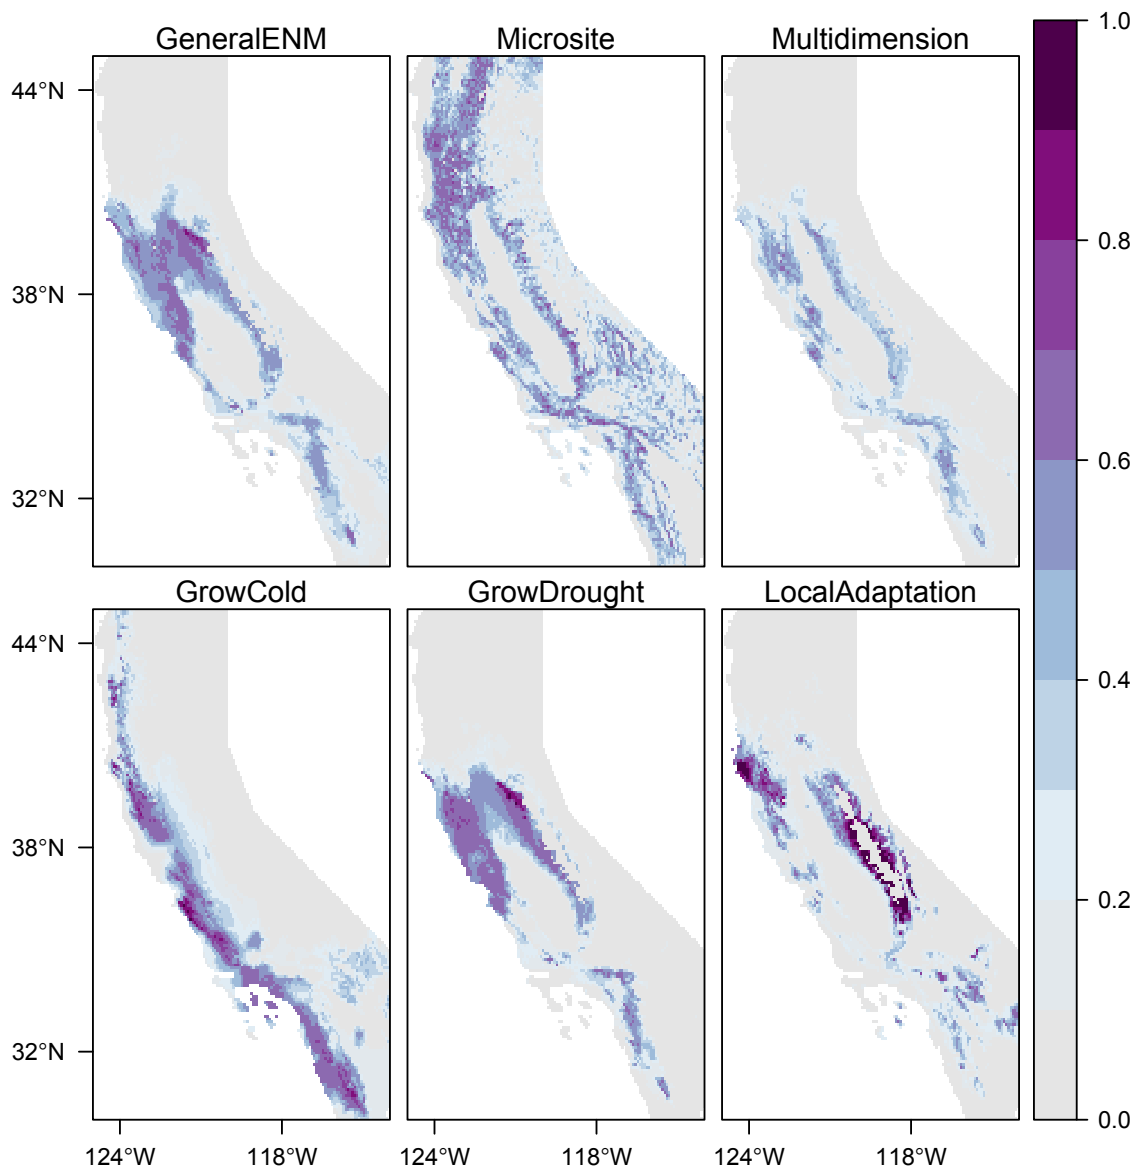 GeneralENM Microsite Multidimension
1.0
44°N
0.8
38°N
0.6
32°N
GrowCold GrowDrought LocalAdaptation
44°N
0.4
0.2
38°N
32°N
0.0
124°W 118°W 124°W 118°W 124°W 118°W